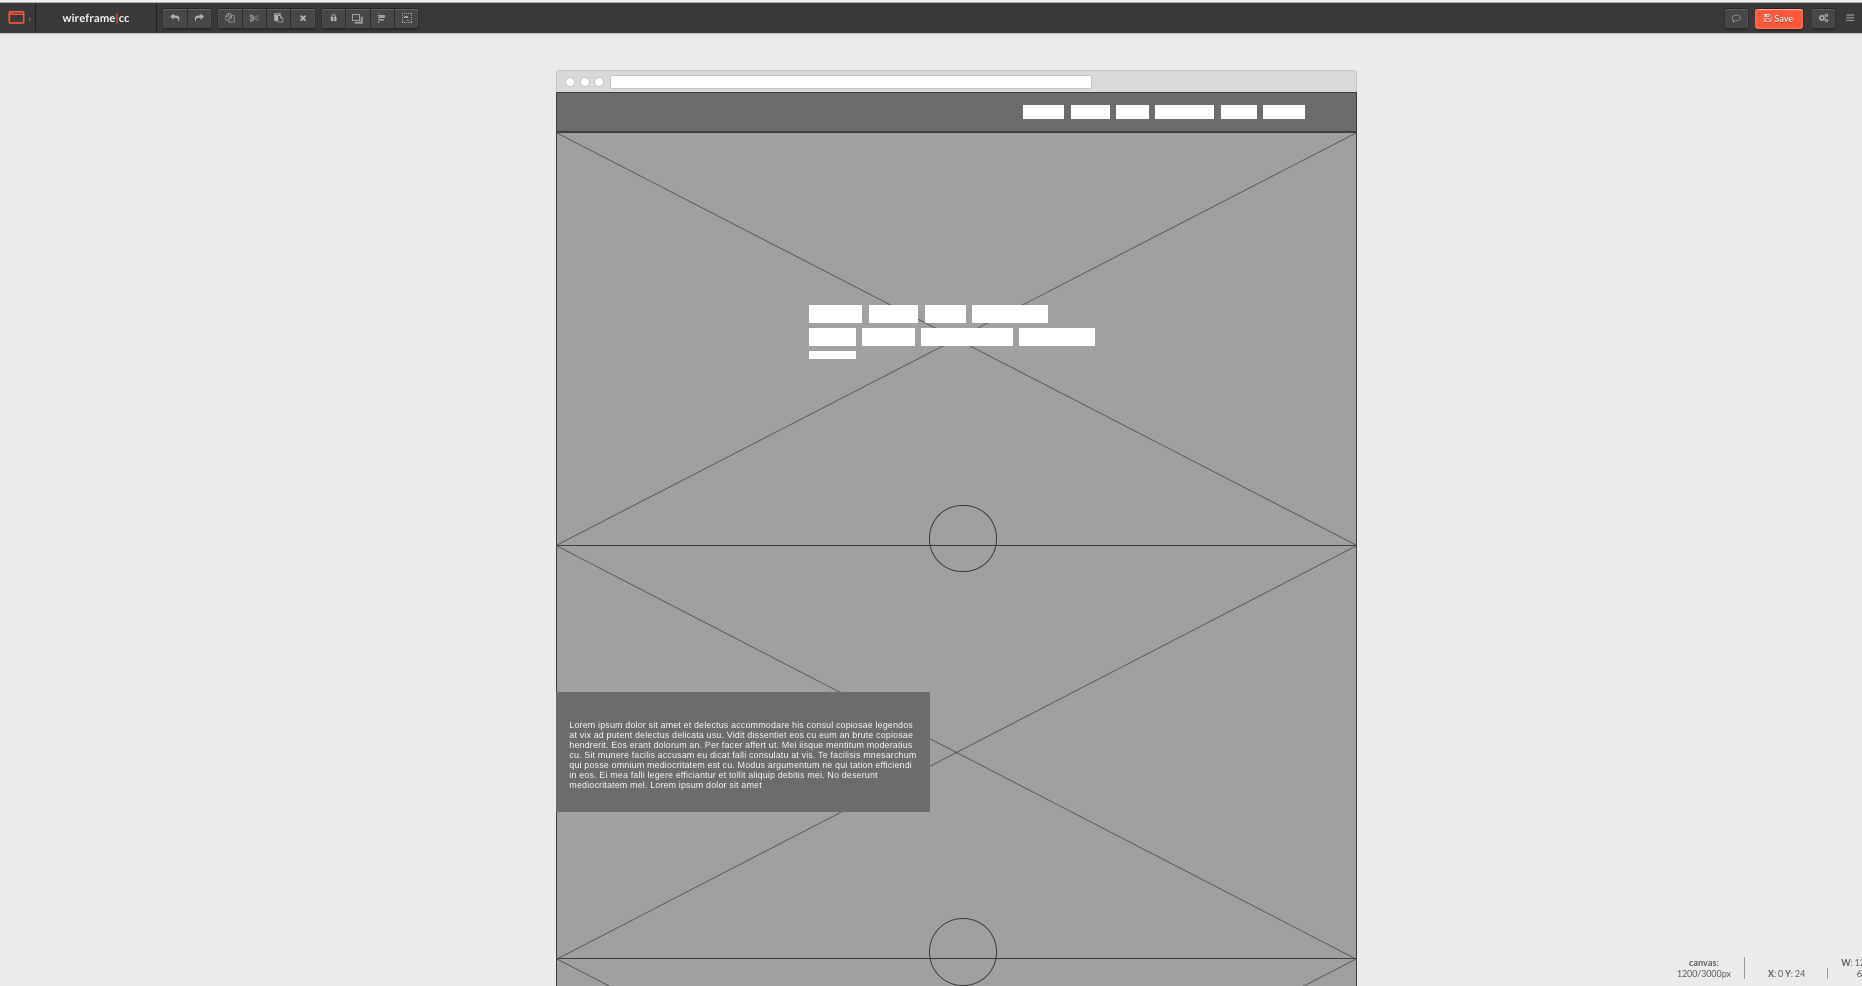 wireframe|cc
Save
Lorem ipsum dolor sit amet et delectus accommodare his consul copiosae legendos
at vix ad putent delectus delicata usu. Vidit dissentiet eos cu eum an brute copiosae
hendrerit. Eos erant dolorum an. Per facer affert ut. Mei iisque mentitum moderatius
cu. Sit munere facilis accusam eu dicat falli consulatu at vis. Te facilisis mnesarchum
qui posse omnium mediocritatem est cu. Modus argumentum ne qui tation efficiendi
in eos. Ei mea falli legere efficiantur et tollit aliquip debitis mei. No deserunt
mediocritatem mel. Lorem ipsum dolor sit amet
canvas:
1200/3000px
X: 0 Y: 24
W: 12
6